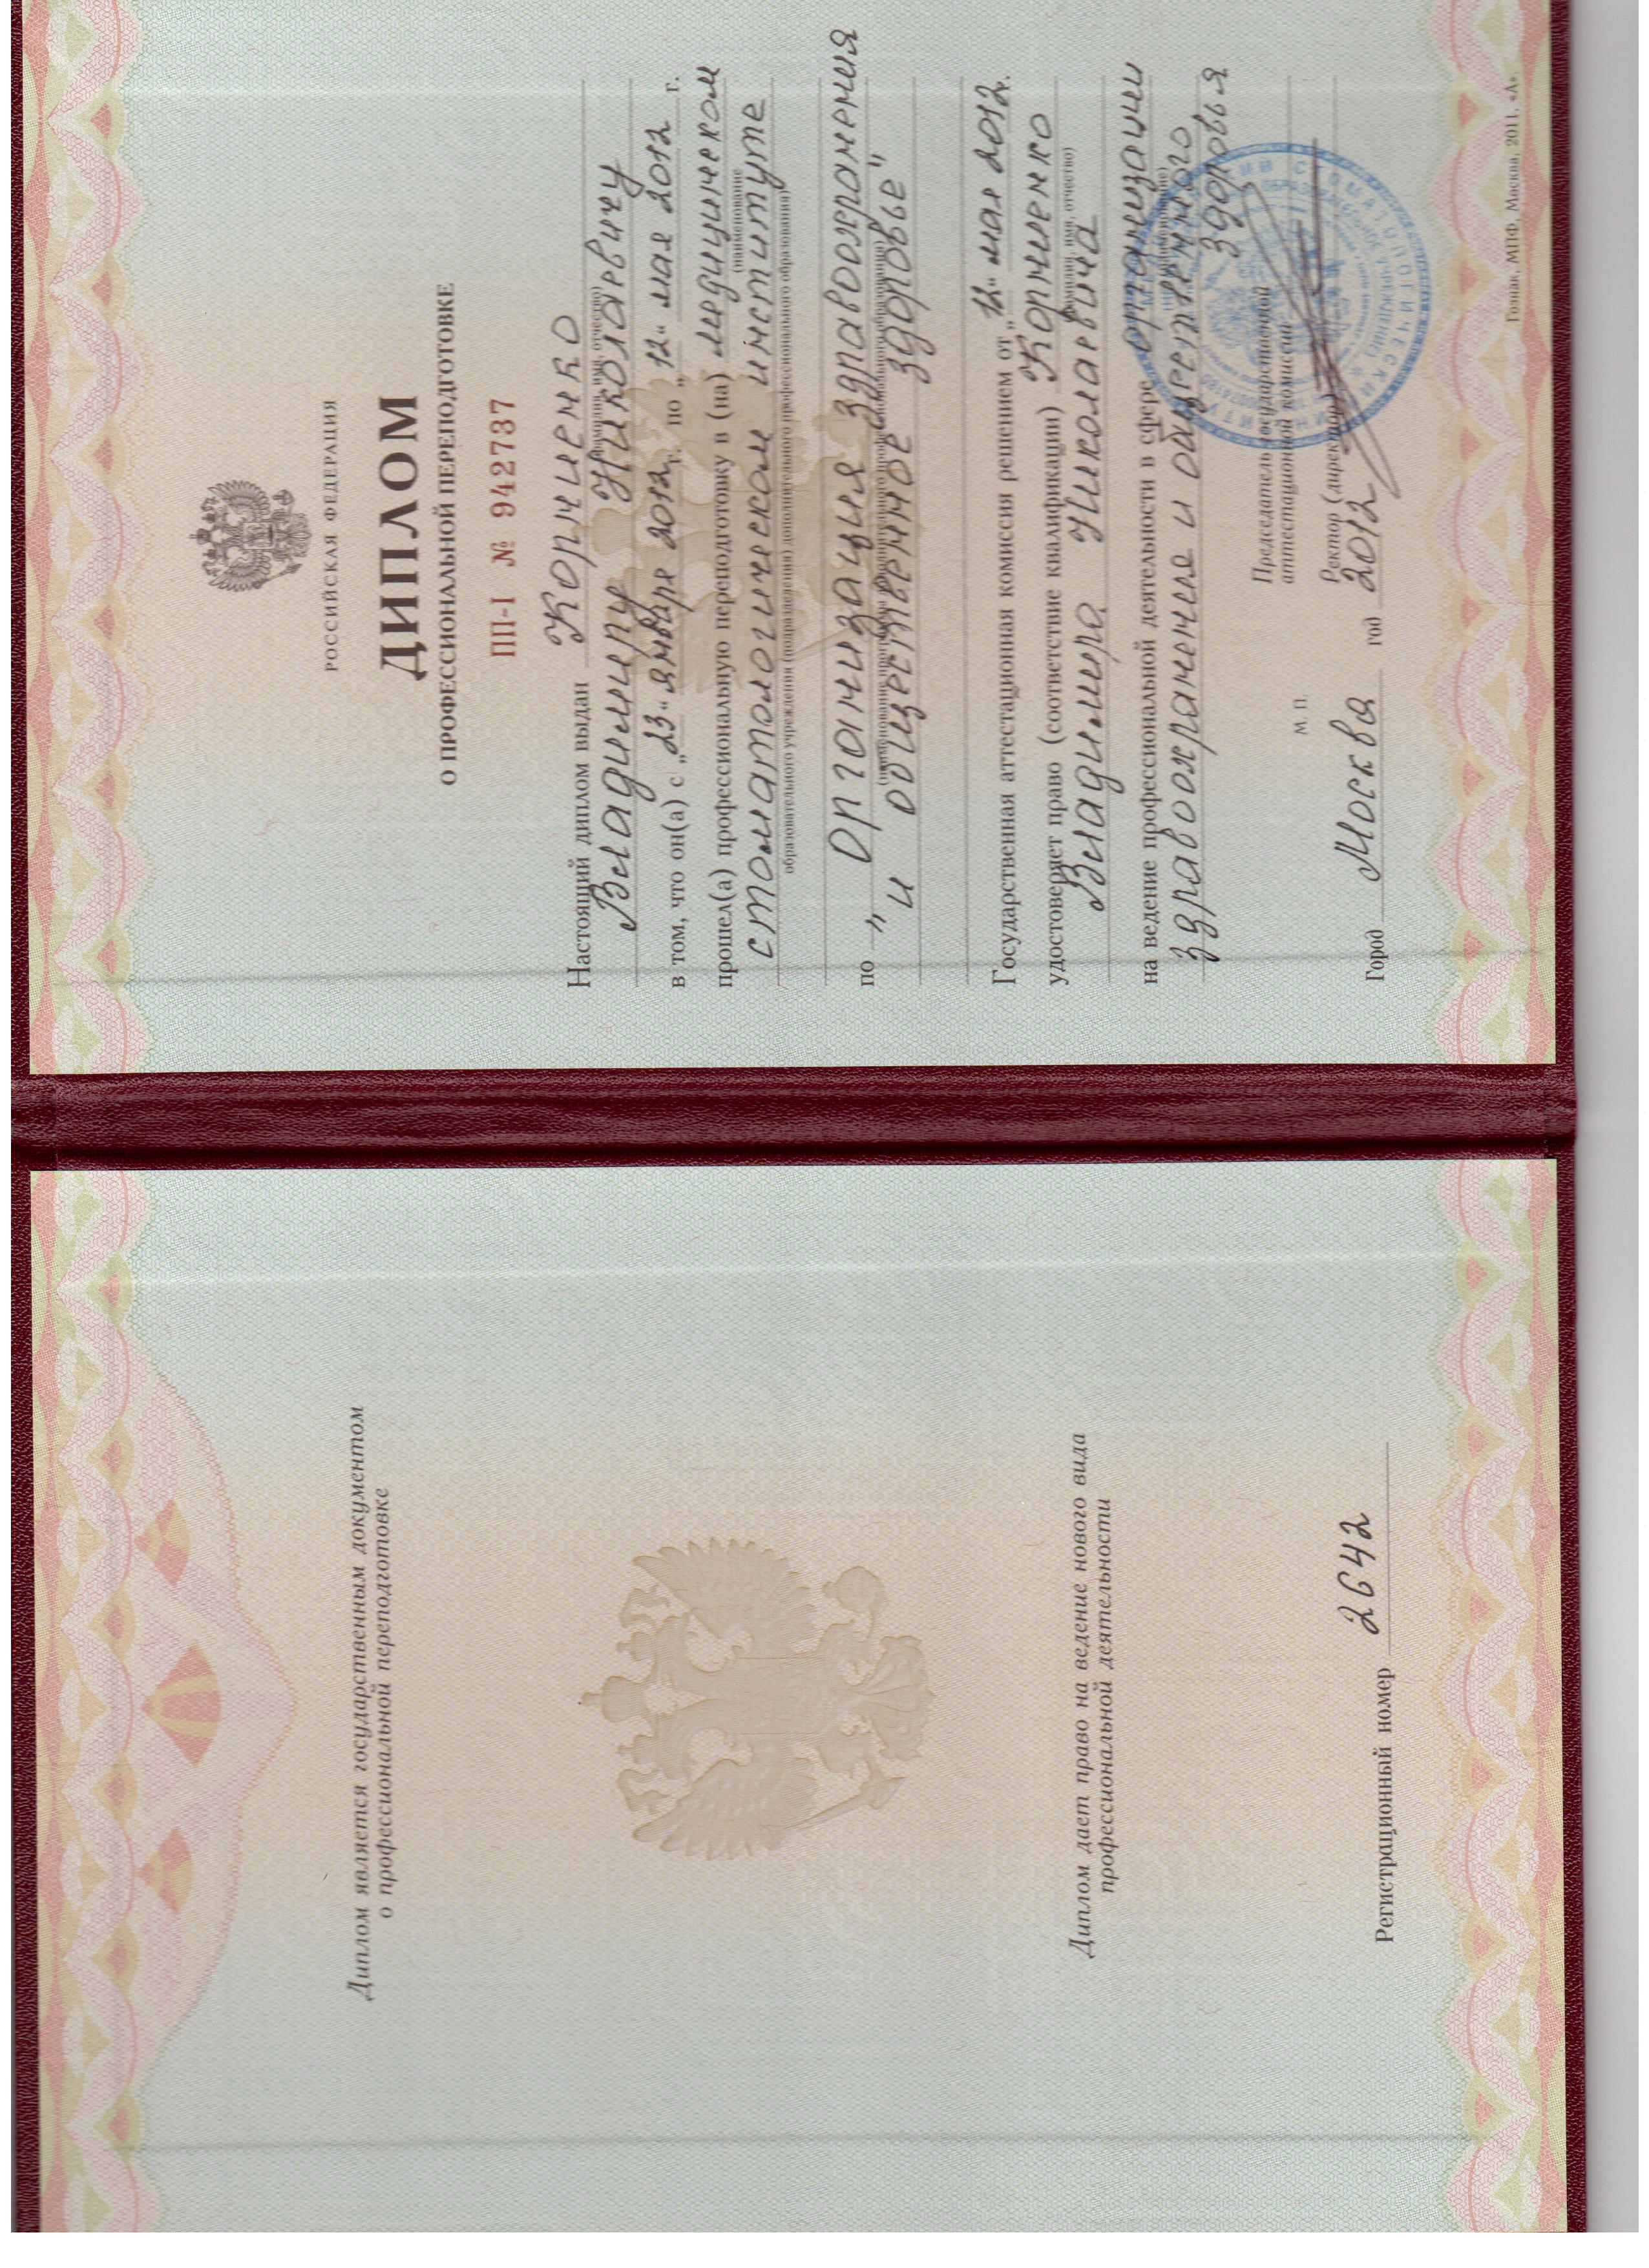 Диплом является государственным документом
о профессиональной переподготовке
Диплом дает право на ведение нового вида
профессиональной деятельности
Регистрационный номер 2642
РОССИЙСКАЯ ФЕДЕРАЦИЯ
ДИПЛОМ
О ПРОФЕССИОНАЛЬНОЙ ПЕРЕПОДГОТОВКЕ
ПП-I № 942737
Настоящий диплом выдан Корниенко
(фамилия, имя, отчество)
Владимиру Николаевичу
в том, что он(а) с „23" января 2012 г. по „12" мая 2012 г.
прошел(а) профессиональную переподготовку в (на) медицинском
(наименование
стоматологическом институте
образовательного учреждения (подразделения) дополнительного профессионального образования)
по „ Организация здравоохранения
(наименование программы дополнительного профессионального образования)
и общественное здоровье"
Государственная аттестационная комиссия решением от „12" мая 2012.
удостоверяет право (соответствие квалификации) Корниенко
(фамилия, имя, отчество)
Владимира Николаевича
на ведение профессиональной деятельности в сфере организации
(наименование)
здравоохранения и общественного
здоровья
Председатель государственной
аттестационной комиссии
М. П.
Ректор (директор)
Город Москва год 2012
Гознак, МПФ, Москва, 2011, «А».